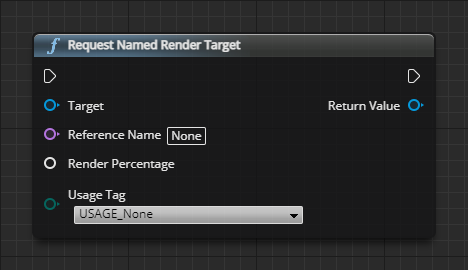 Request Named Render Target
Target
Return Value
Reference Name None
Render Percentage
Usage Tag
USAGE_None